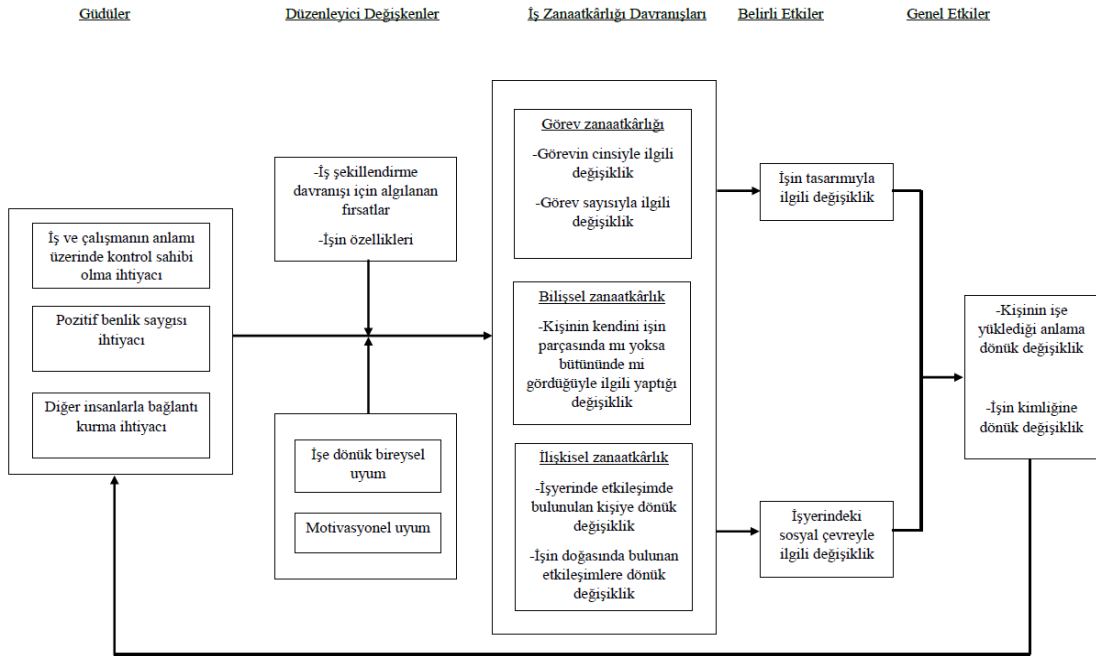 Güdüler
Düzenleyici Değişkenler
İş Zanaatkârlığı Davranışları
Belirli Etkiler
Genel Etkiler
İş ve çalışmanın anlamı
üzerinde kontrol sahibi
olma ihtiyacı
Pozitif benlik saygısı
ihtiyacı
Diğer insanlarla bağlantı
kurma ihtiyacı
-İş şekillendirme
davranışı için algılanan
fırsatlar
-İşin özellikleri
İşe dönük bireysel
uyum
Motivasyonel uyum
Görev zanaatkârlığı
-Görevin cinsiyle ilgili
değişiklik
-Görev sayısıyla ilgili
değişiklik
Bilişsel zanaatkârlık
-Kişinin kendini işin
parçasında mı yoksa
bütününde mi
gördüğüyle ilgili yaptığı
değişiklik
İlişkisel zanaatkârlık
-İşyerinde etkileşimde
bulunulan kişiye dönük
değişiklik
-İşin doğasında bulunan
etkileşimlere dönük
değişiklik
İşin tasarımıyla
ilgili değişiklik
İşyerindeki
sosyal çevreyle
ilgili değişiklik
-Kişinin işe
yüklediği anlama
dönük değişiklik
-İşin kimliğine
dönük değişiklik